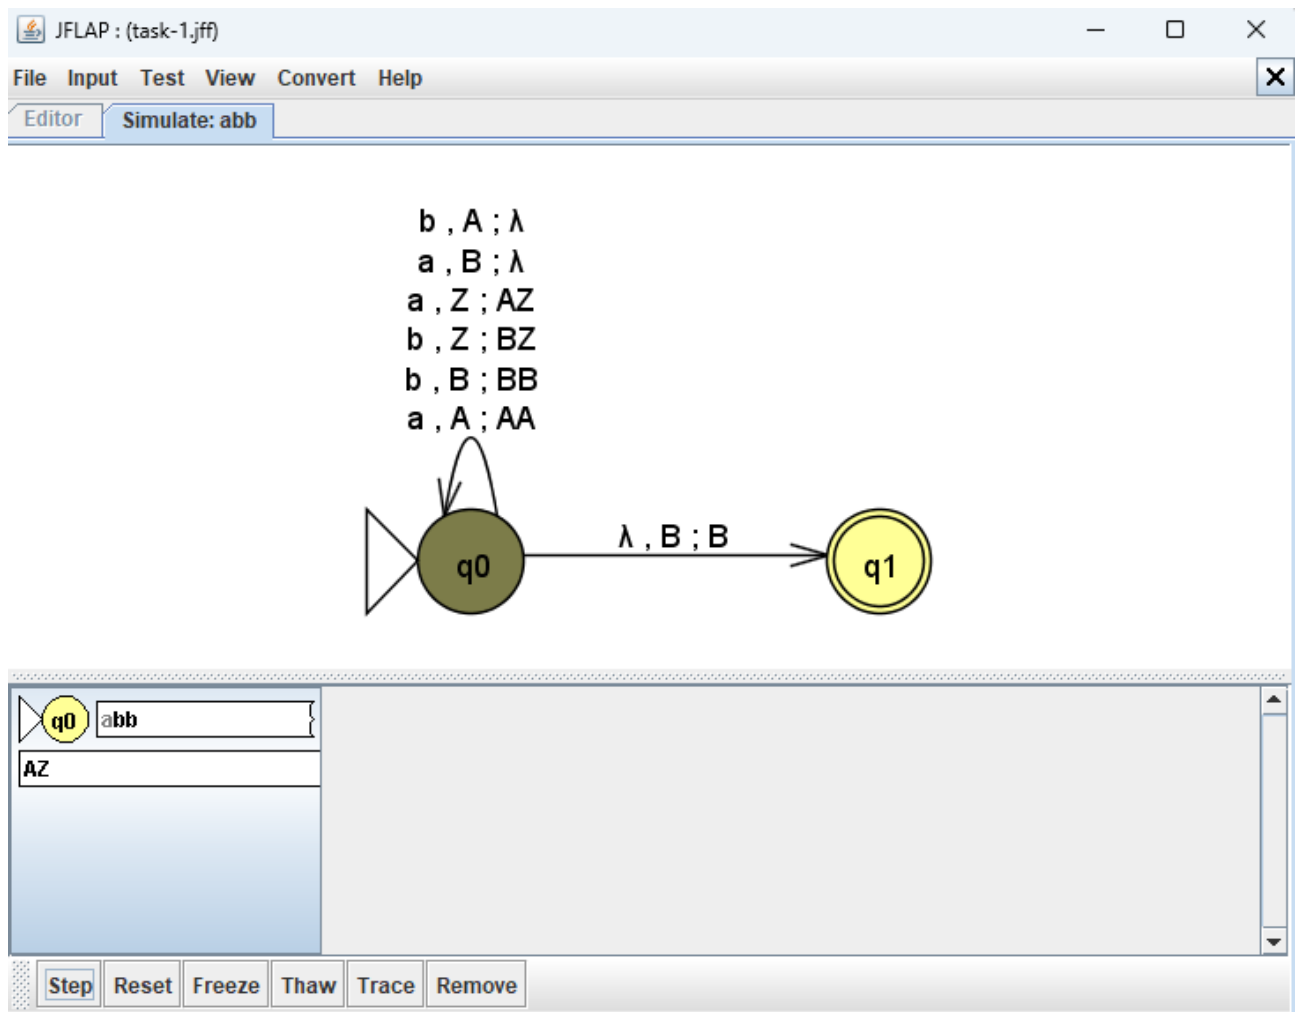 JFLAP : (task-1.jff)
File Input Test View Convert Help
Editor Simulate: abb
b , A ; λ
a , B ; λ
a , Z ; AZ
b , Z ; BZ
b , B ; BB
a , A ; AA
λ , B ; B
q0 q1
q0 abb
AZ
Step Reset Freeze Thaw Trace Remove